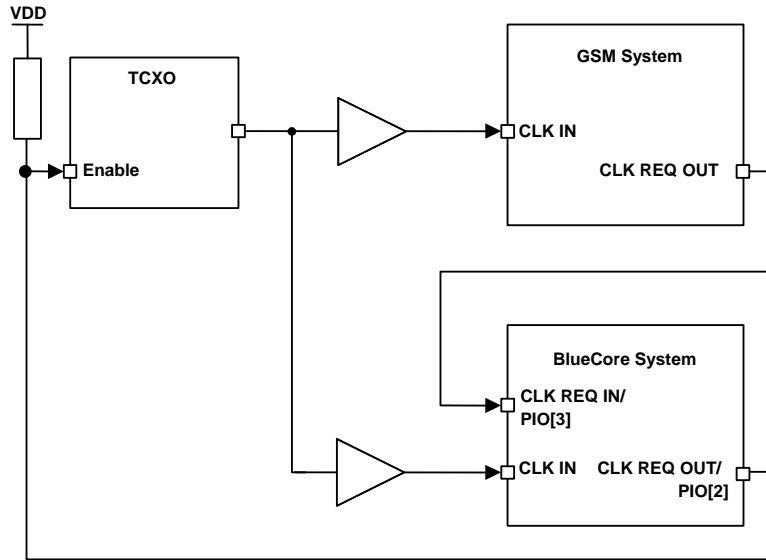 VDD
TCXO
Enable
GSM System
CLK IN
CLK REQ OUT
BlueCore System
CLK REQ IN/
PIO[3]
CLK IN
CLK REQ OUT/
PIO[2]